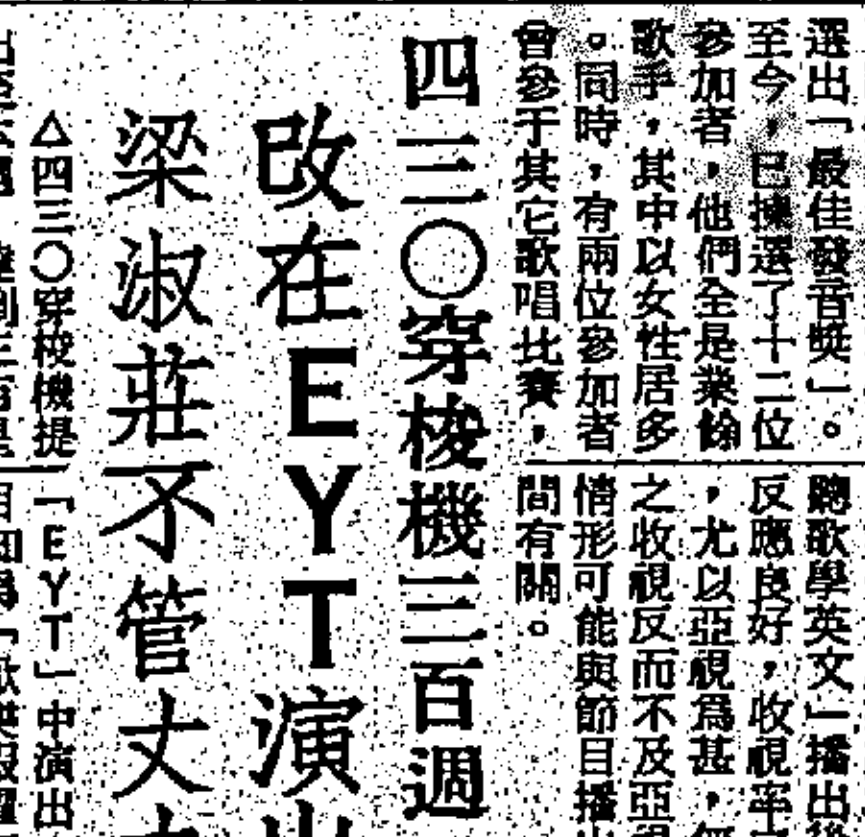 選出「最佳發音獎」。
至今，已揀選了十二位
參加者，他們全是業餘
歌手，其中以女性居多
。同時，有兩位參加者
曾參于其它歌唱比賽，
聽歌學英文」播出後
反應良好，收視率
，尤以亞視爲甚，
之收視反而不及亞視
情形可能與節目播出
間有關。
四三〇穿梭機三百週
改在EYT演出
梁淑莊不管丈
△四三〇穿梭機提
「EYT」中演出